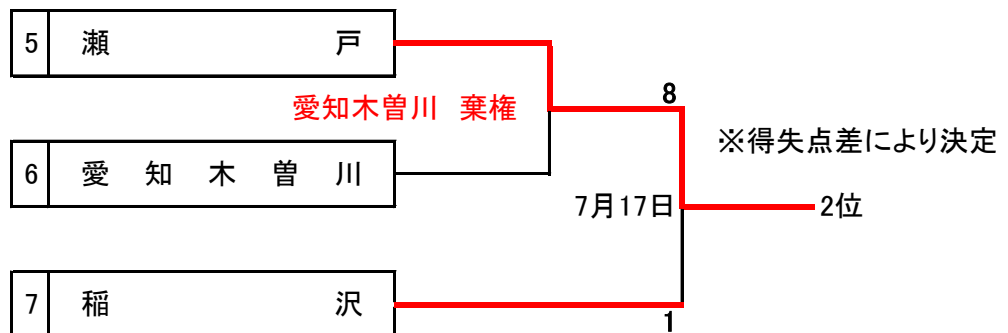 5 瀬戸
愛知木曽川 棄権
8
※得失点差により決定
6 愛知木曽川
7月17日
2位
7 稲沢
1